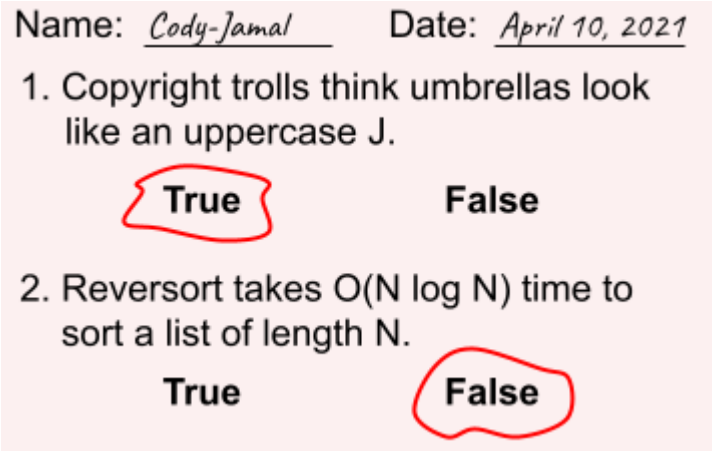 Name: Cody-Jamal Date: April 10, 2021
1. Copyright trolls think umbrellas look
like an uppercase J.
True False
2. Reversort takes O(N log N) time to
sort a list of length N.
True False